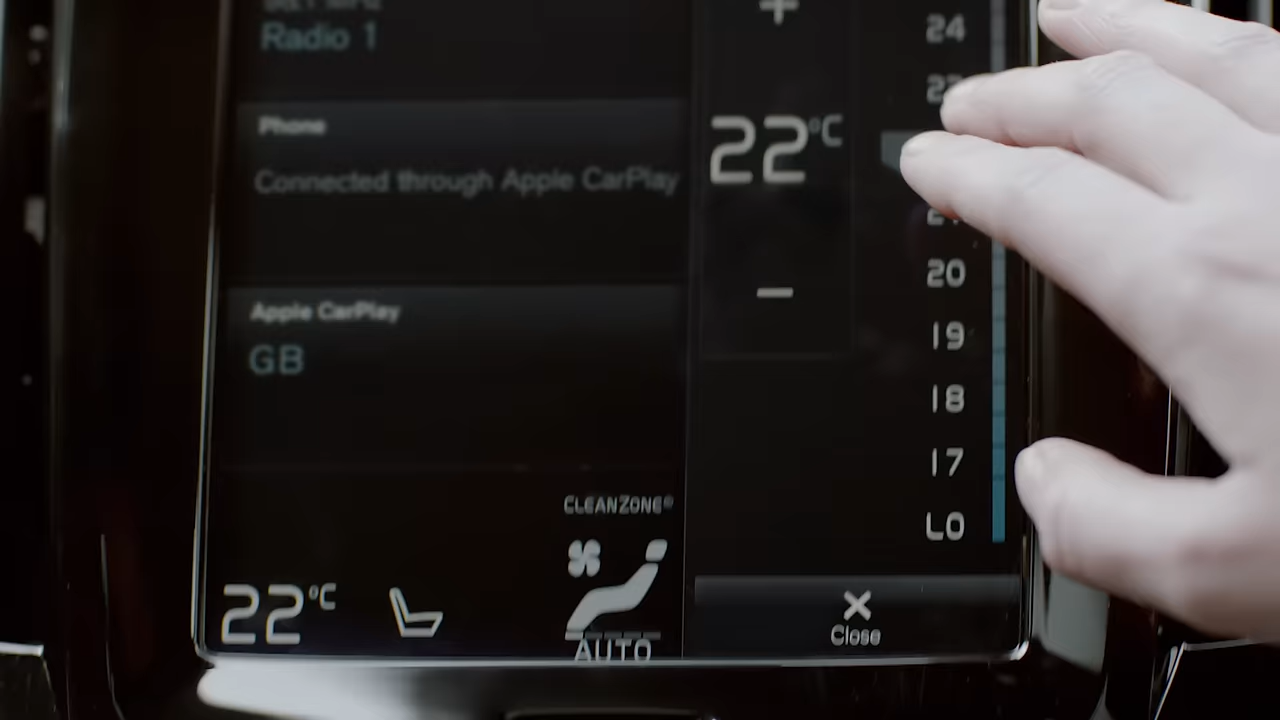 Radio 1
Phone
Connected through Apple CarPlay
Apple CarPlay
GB
CLEANZONE®
22°C
AUTO
+
22°C
−
24
20
19
18
17
LO
Close